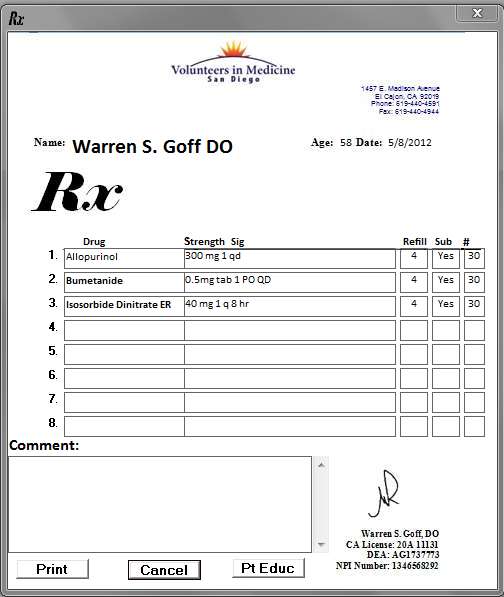 Rx
x
Volunteers in Medicine
San Diego
1457 E. Madison Avenue
El Cajon, CA 92019
Phone: 619-440-4591
Fax: 619-440-4944
Name: Warren S. Goff DO Age: 58 Date: 5/8/2012
Rx
Drug Strength Sig Refill Sub #
1. Allopurinol 300 mg 1 qd 4 Yes 30
2. Bumetanide 0.5mg tab 1 PO QD 4 Yes 30
3. Isosorbide Dinitrate ER 40 mg 1 q 8 hr 4 Yes 30
4.
5.
6.
7.
8.
Comment:
Warren S. Goff, DO
CA License: 20A 11131
DEA: AG1737773
NPI Number: 1346568292
Print Cancel Pt Educ